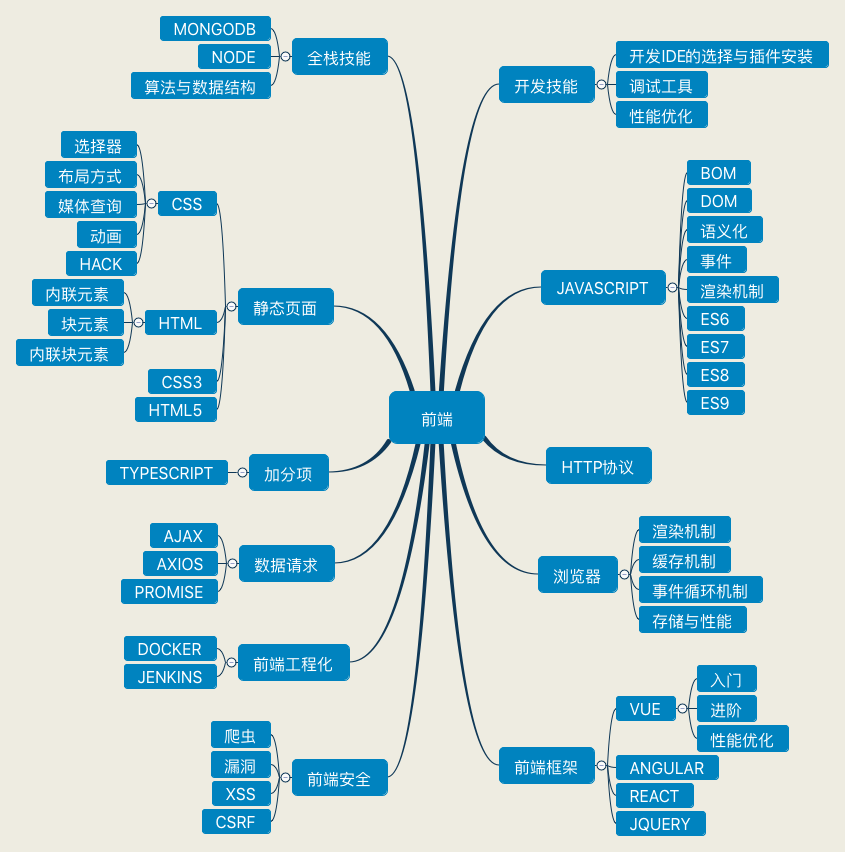 前端
开发技能
开发IDE的选择与插件安装
调试工具
性能优化
JAVASCRIPT
BOM
DOM
语义化
事件
渲染机制
ES6
ES7
ES8
ES9
HTTP协议
浏览器
渲染机制
缓存机制
事件循环机制
存储与性能
前端框架
VUE
入门
进阶
性能优化
ANGULAR
REACT
JQUERY
全栈技能
MONGODB
NODE
算法与数据结构
静态页面
CSS
选择器
布局方式
媒体查询
动画
HACK
HTML
内联元素
块元素
内联块元素
CSS3
HTML5
加分项
TYPESCRIPT
数据请求
AJAX
AXIOS
PROMISE
前端工程化
DOCKER
JENKINS
前端安全
爬虫
漏洞
XSS
CSRF